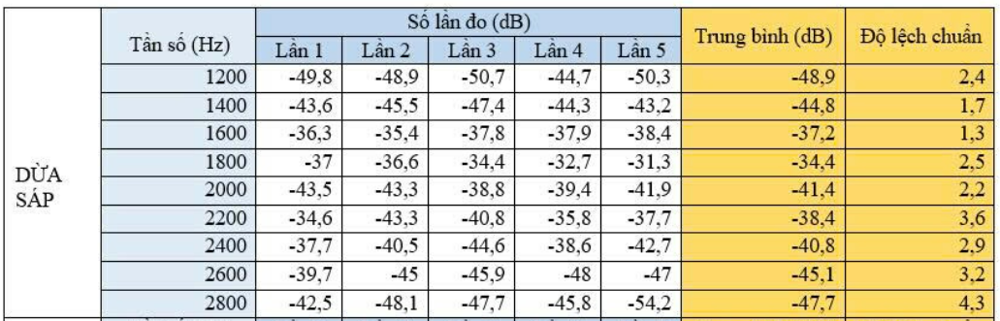 DỪA SÁP
Tần số (Hz) Số lần đo (dB) Trung bình (dB) Độ lệch chuẩn
Lần 1 Lần 2 Lần 3 Lần 4 Lần 5
1200 -49,8 -48,9 -50,7 -44,7 -50,3 -48,9 2,4
1400 -43,6 -45,5 -47,4 -44,3 -43,2 -44,8 1,7
1600 -36,3 -35,4 -37,8 -37,9 -38,4 -37,2 1,3
1800 -37 -36,6 -34,4 -32,7 -31,3 -34,4 2,5
2000 -43,5 -43,3 -38,8 -39,4 -41,9 -41,4 2,2
2200 -34,6 -43,3 -40,8 -35,8 -37,7 -38,4 3,6
2400 -37,7 -40,5 -44,6 -38,6 -42,7 -40,8 2,9
2600 -39,7 -45 -45,9 -48 -47 -45,1 3,2
2800 -42,5 -48,1 -47,7 -45,8 -54,2 -47,7 4,3